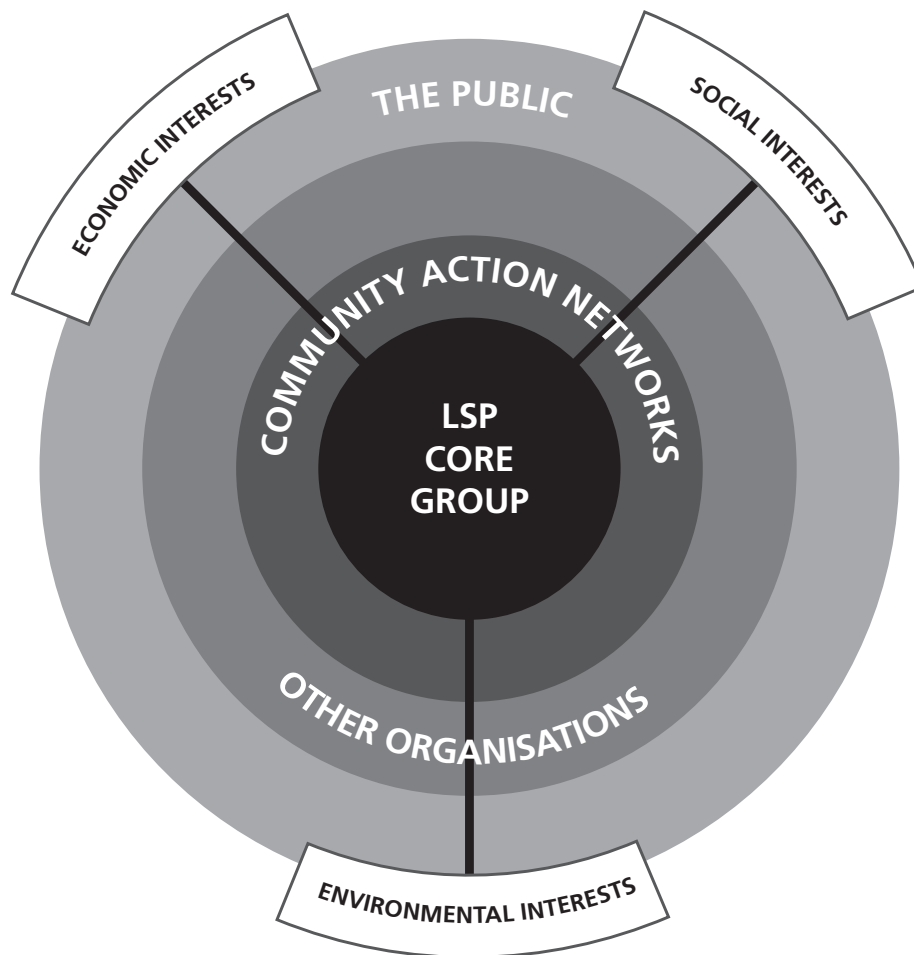 ECONOMIC INTERESTS
SOCIAL INTERESTS
THE PUBLIC
COMMUNITY ACTION NETWORKS
LSP
CORE
GROUP
OTHER ORGANISATIONS
ENVIRONMENTAL INTERESTS